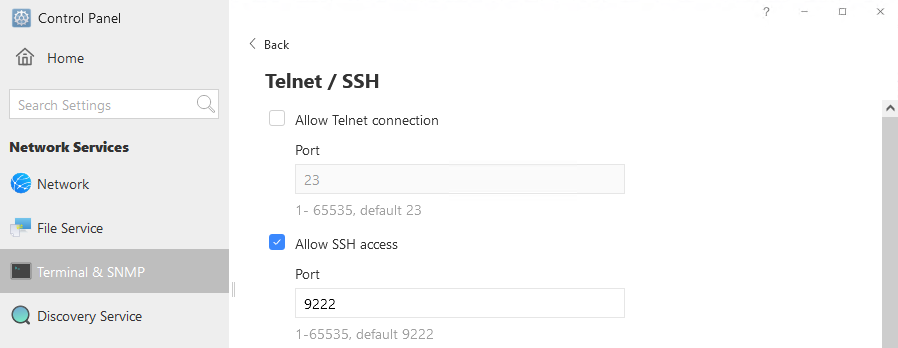 Control Panel
?
Home
Search Settings
Network Services
Network
File Service
Terminal & SNMP
Discovery Service
Back
Telnet / SSH
Allow Telnet connection
Port
23
1- 65535, default 23
Allow SSH access
Port
9222
1-65535, default 9222